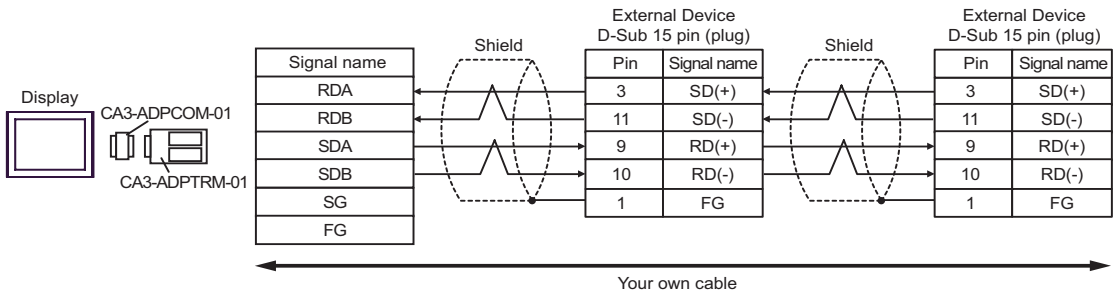 Display
CA3-ADPCOM-01
CA3-ADPTRM-01
Signal name
RDA
RDB
SDA
SDB
SG
FG
Shield
External Device
D-Sub 15 pin (plug)
Pin Signal name
3 SD(+)
11 SD(-)
9 RD(+)
10 RD(-)
1 FG
Shield
External Device
D-Sub 15 pin (plug)
Pin Signal name
3 SD(+)
11 SD(-)
9 RD(+)
10 RD(-)
1 FG
Your own cable